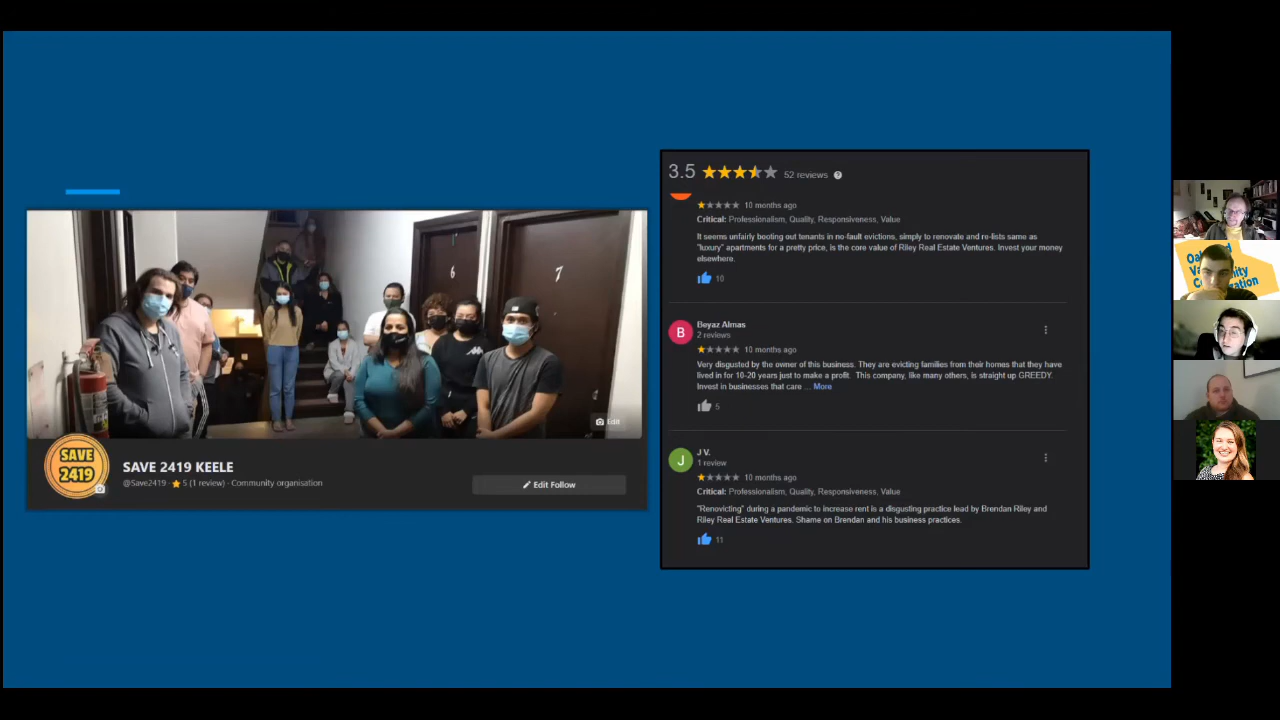 6
7
Edit
SAVE
2419
SAVE 2419 KEELE
@Save2419 · 5 (1 review) · Community organisation
Edit Follow
3.5 52 reviews
10 months ago
Critical: Professionalism, Quality, Responsiveness, Value
It seems unfairly booting out tenants in no-fault evictions, simply to renovate and re-lists same as
"luxury" apartments for a pretty price, is the core value of Riley Real Estate Ventures. Invest your money
elsewhere.
10
B
Beyaz Almas
2 reviews
10 months ago
Very disgusted by the owner of this business. They are evicting families from their homes that they have
lived in for 10-20 years just to make a profit. This company, like many others, is straight up GREEDY.
Invest in businesses that care ... More
5
J
J V.
1 review
10 months ago
Critical: Professionalism, Quality, Responsiveness, Value
"Renovicting" during a pandemic to increase rent is a disgusting practice lead by Brendan Riley and
Riley Real Estate Ventures. Shame on Brendan and his business practices.
11